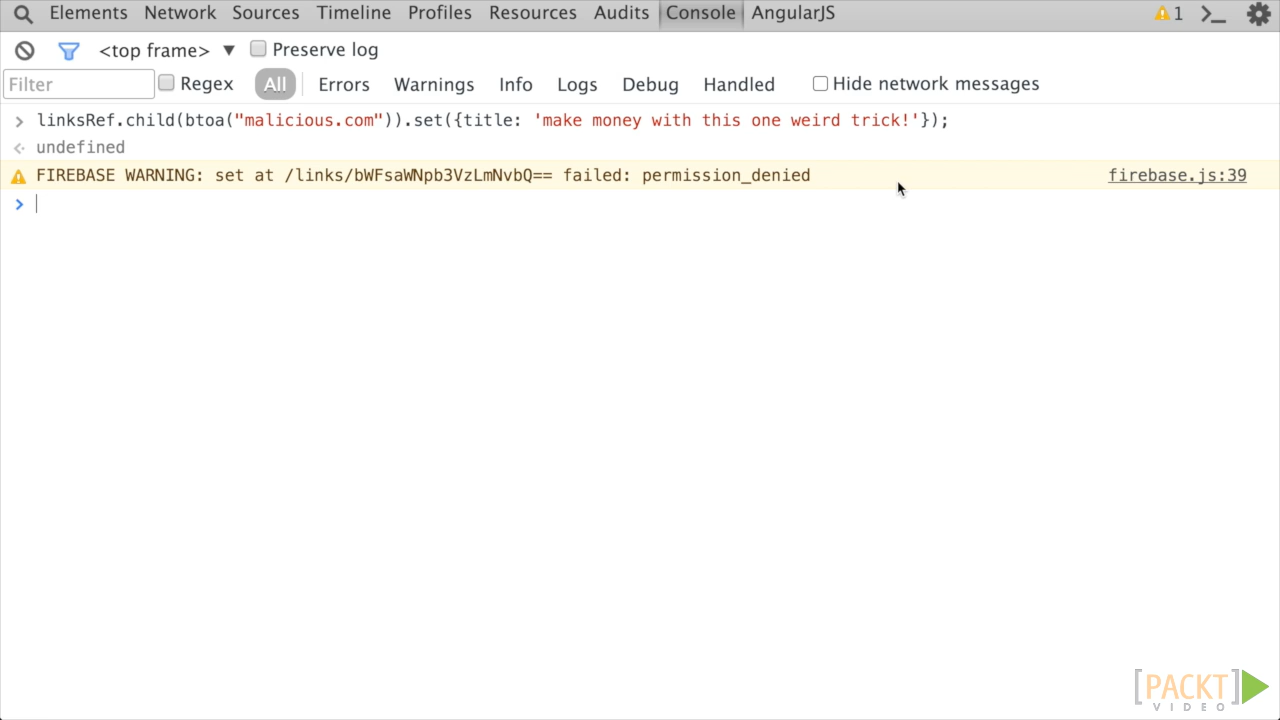 Elements Network Sources Timeline Profiles Resources Audits Console AngularJS 1
<top frame> ▼ Preserve log
Filter Regex All Errors Warnings Info Logs Debug Handled Hide network messages
> linksRef.child(btoa("malicious.com")).set({title: 'make money with this one weird trick!'});
undefined
FIREBASE WARNING: set at /links/bWFsaWNpb3VzLmNvbQ== failed: permission_denied firebase.js:39
>
[PACKT]
VIDEO